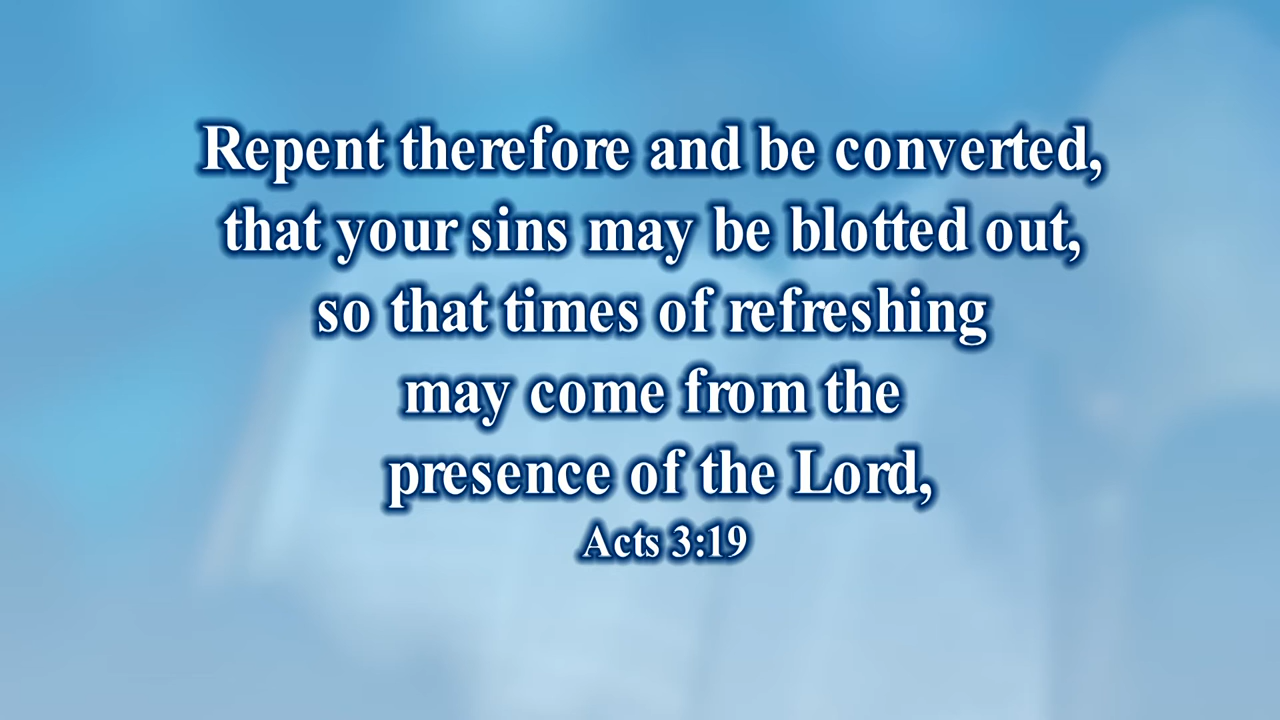 Repent therefore and be converted,
that your sins may be blotted out,
so that times of refreshing
may come from the
presence of the Lord,
Acts 3:19